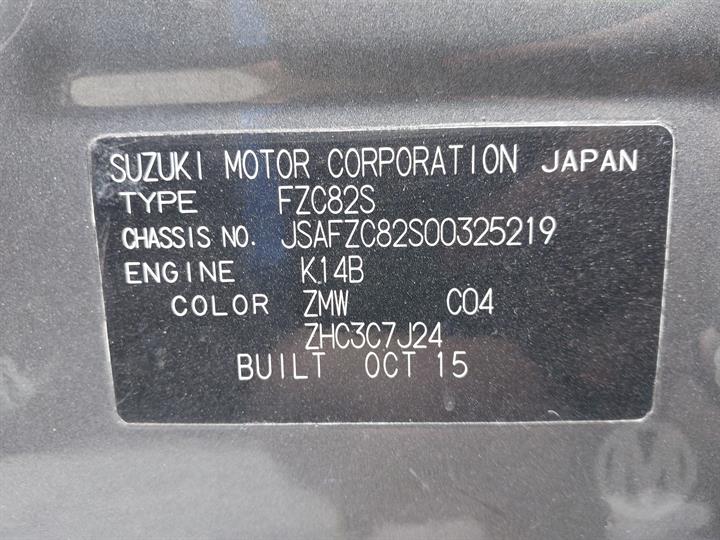 SUZUKI MOTOR CORPORATION JAPAN
TYPE FZC82S
CHASSIS NO. JSAFZC82S00325219
ENGINE K14B
COLOR ZMW C04
ZHC3C7J24
BUILT OCT 15
M